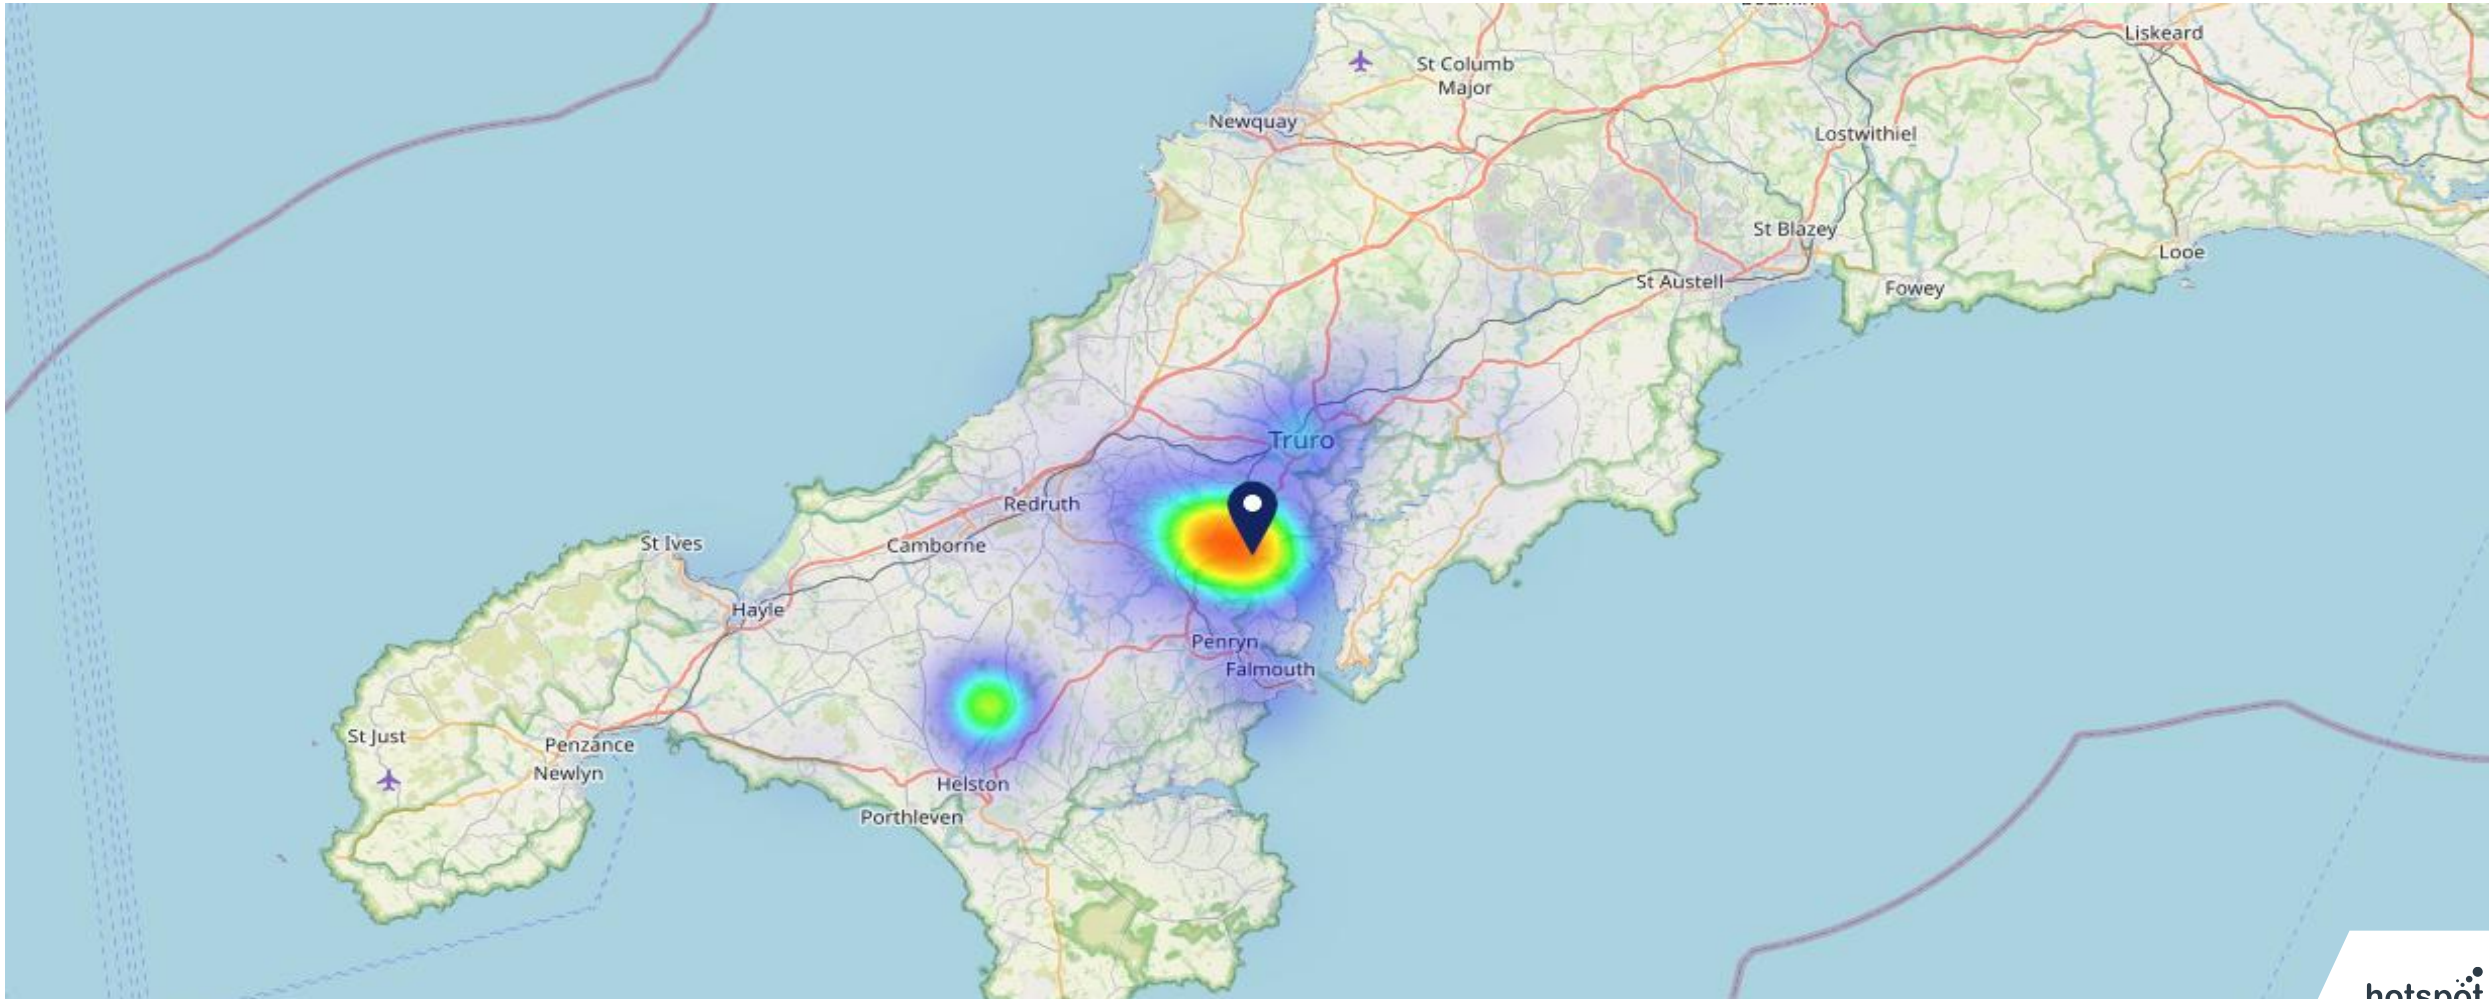 Liskeard
St Columb
Major
Newquay
Lostwithiel
St Blazey
Looe
St Austell
Fowey
Truro
Redruth
St Ives
Camborne
Hayle
Penryn
Falmouth
St Just
Penzance
Newlyn
Helston
Porthleven
hotspot